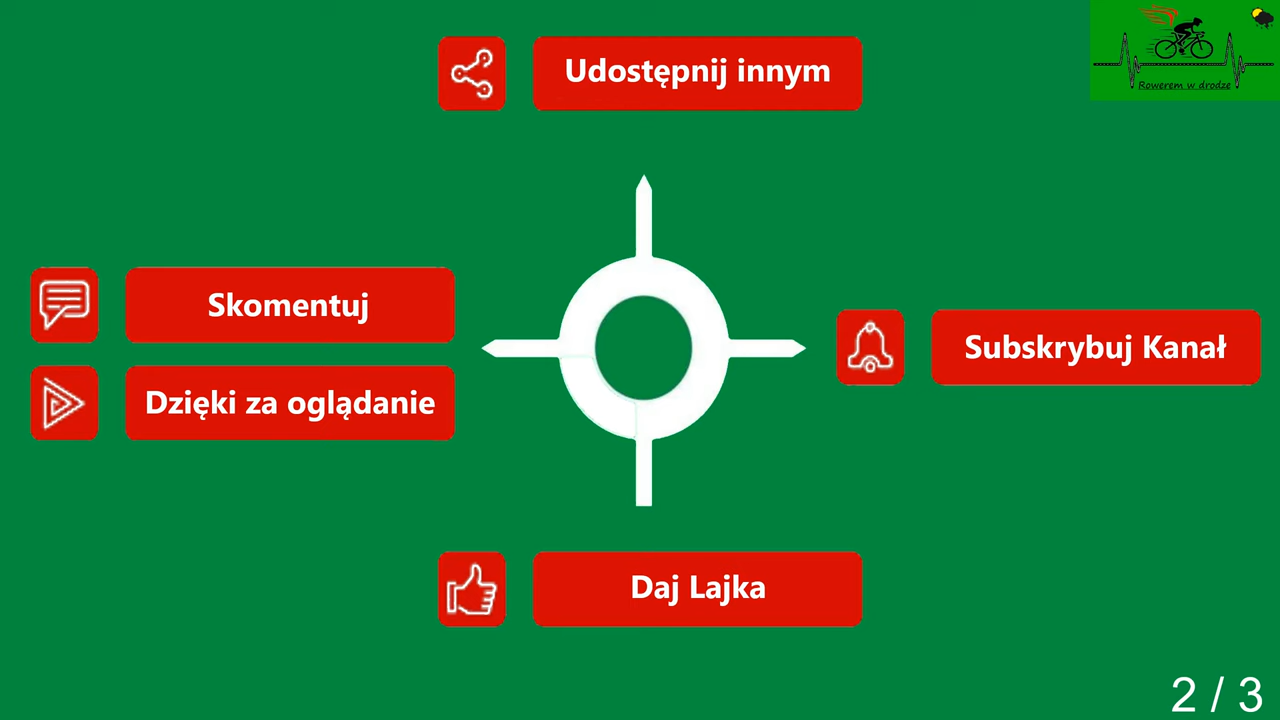 Udostępnij innym
Rowerem w drodze
Skomentuj
Dzięki za oglądanie
Subskrybuj Kanał
Daj Lajka
2 / 3